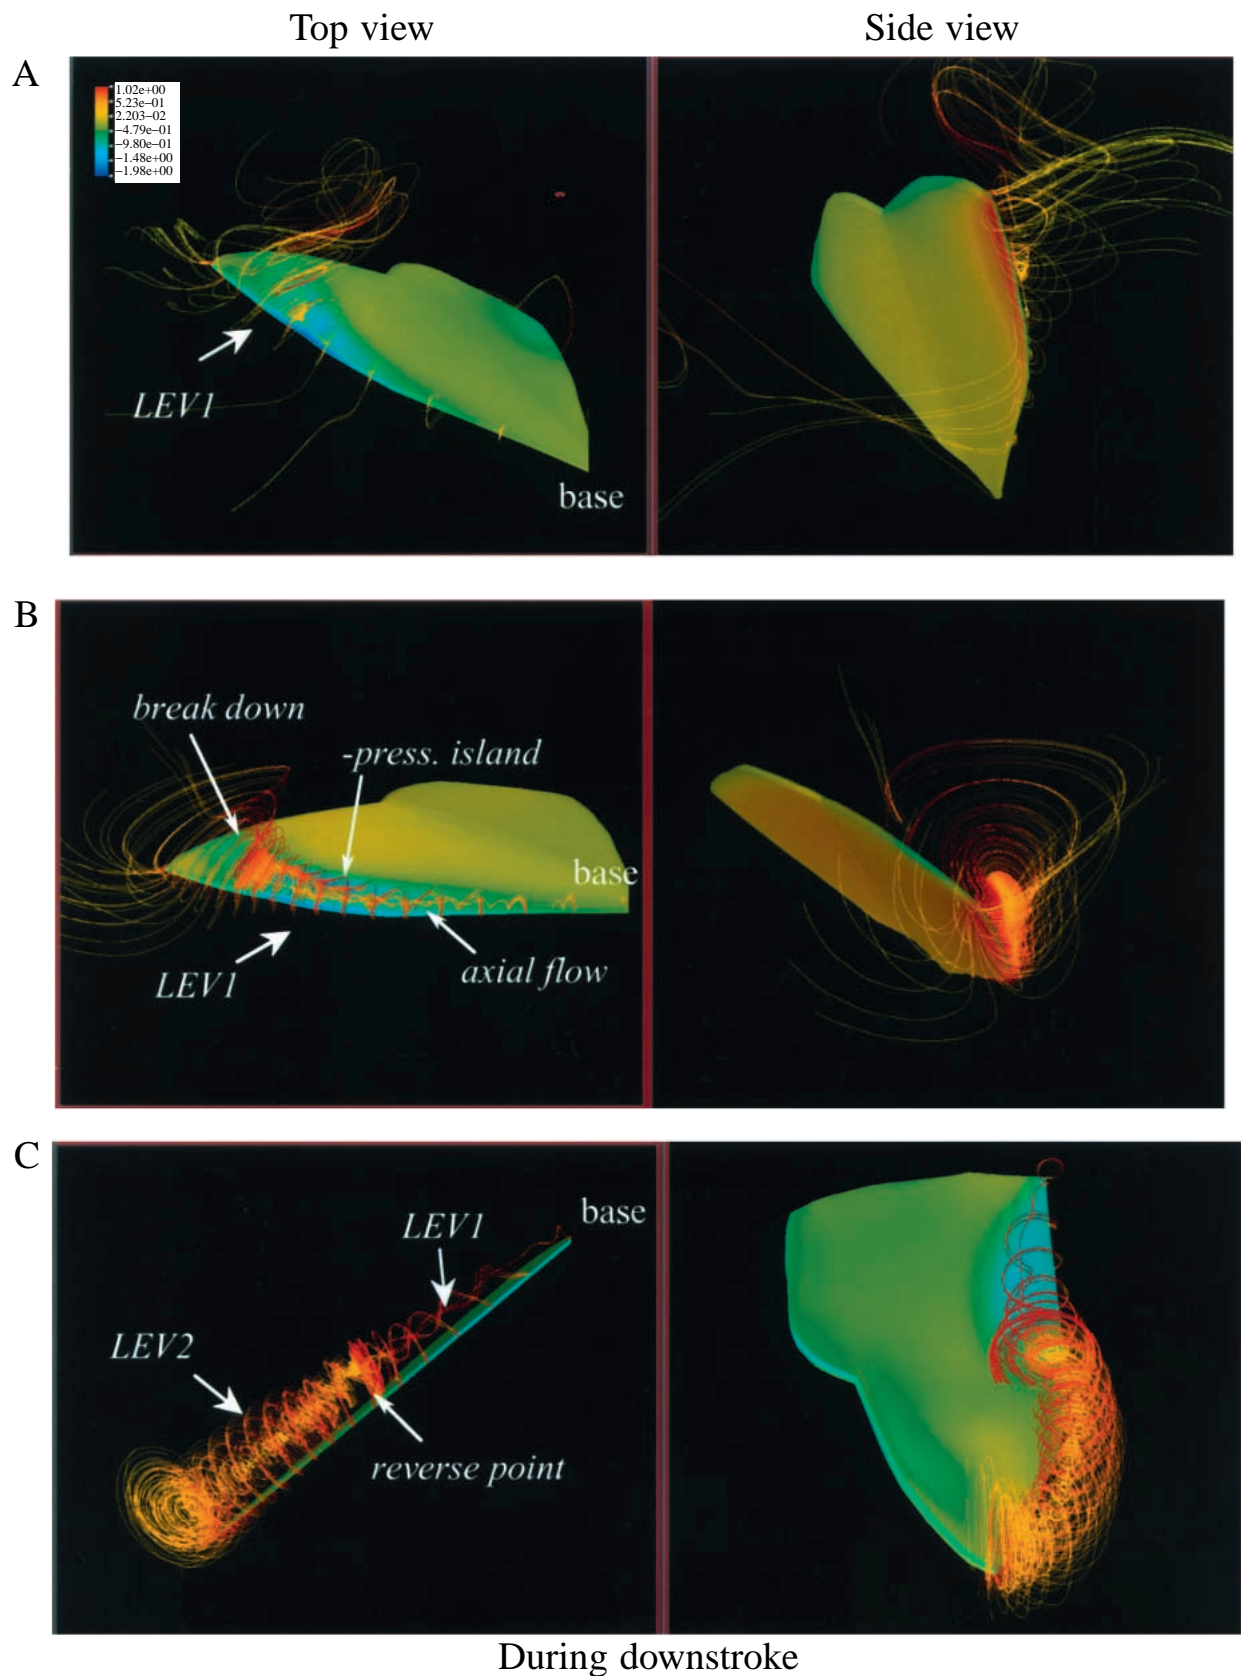 Top view
Side view
A
1.02e+00
5.23e−01
2.203−02
−4.79e−01
−9.80e−01
−1.48e+00
−1.98e+00
LEV1
base
B
break down
-press. island
base
LEV1
axial flow
C
base
LEV1
LEV2
reverse point
During downstroke